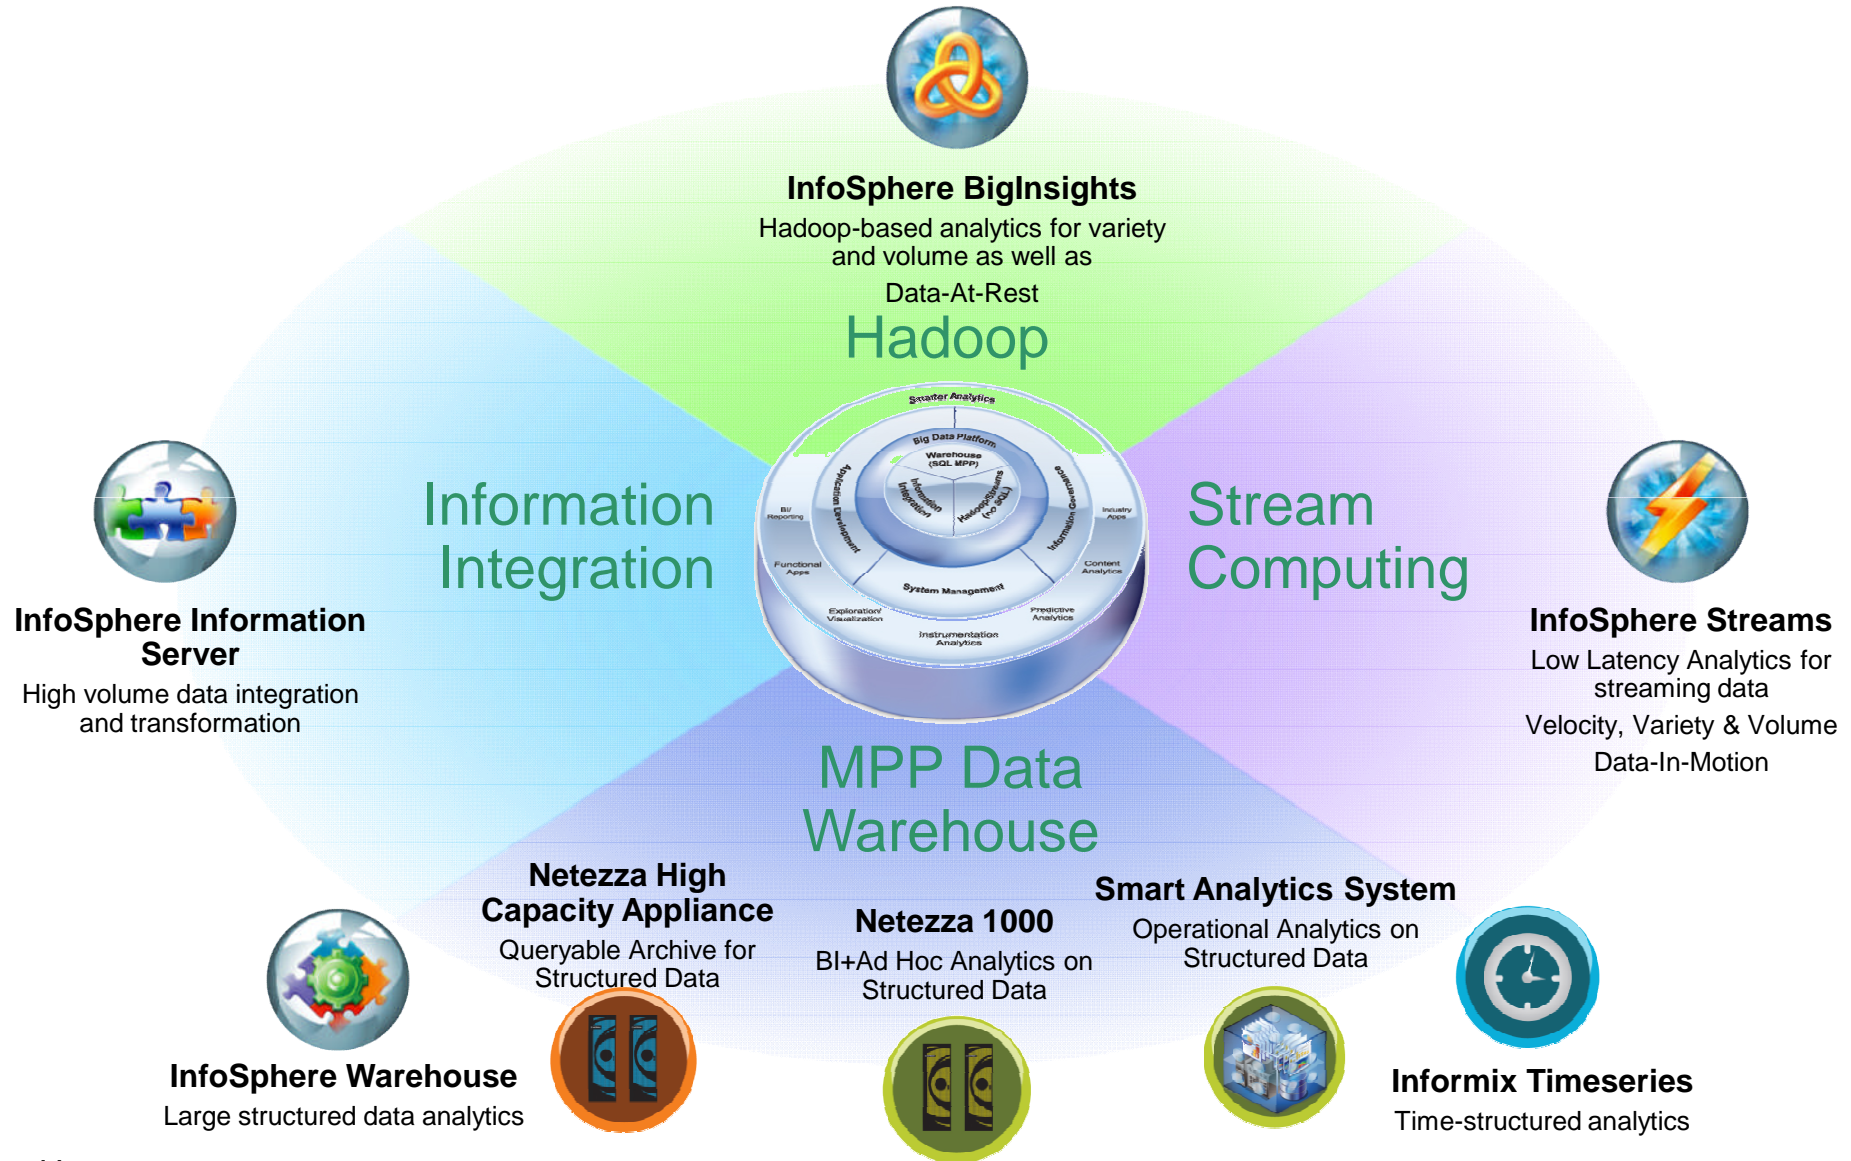 InfoSphere BigInsights
Hadoop-based analytics for variety
and volume as well as
Data-At-Rest
Hadoop
Smarter Analytics
Big Data Platform
Warehouse
(SQL MPP)
Information
Integration
Hadoop/Streams
(no SQL)
Application Development
Information Governance
System Management
BI/
Reporting
Functional
Apps
Exploration/
Visualization
Instrumentation
Analytics
Predictive
Analytics
Content
Analytics
Industry
Apps
Information
Integration
Stream
Computing
InfoSphere Information
Server
High volume data integration
and transformation
InfoSphere Streams
Low Latency Analytics for
streaming data
Velocity, Variety & Volume
Data-In-Motion
MPP Data
Warehouse
Netezza High
Capacity Appliance
Queryable Archive for
Structured Data
Netezza 1000
BI+Ad Hoc Analytics on
Structured Data
Smart Analytics System
Operational Analytics on
Structured Data
InfoSphere Warehouse
Large structured data analytics
Informix Timeseries
Time-structured analytics